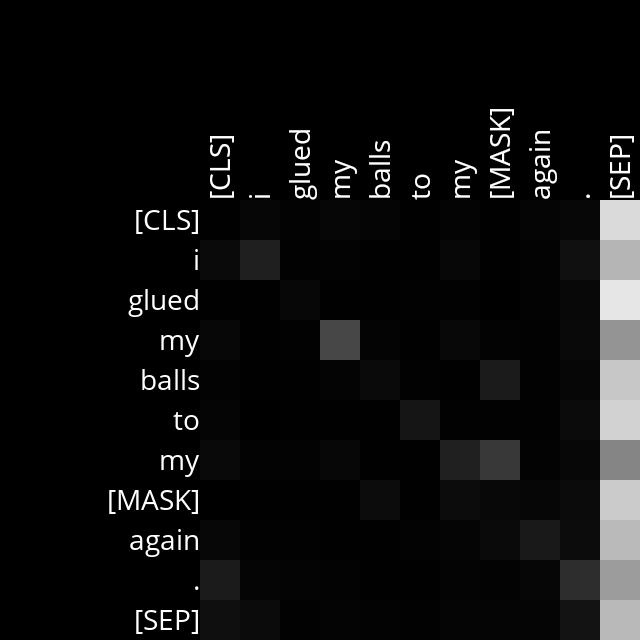 [CLS] i glued my balls to my [MASK] again . [SEP]
[CLS]
i
glued
my
balls
to
my
[MASK]
again
.
[SEP]